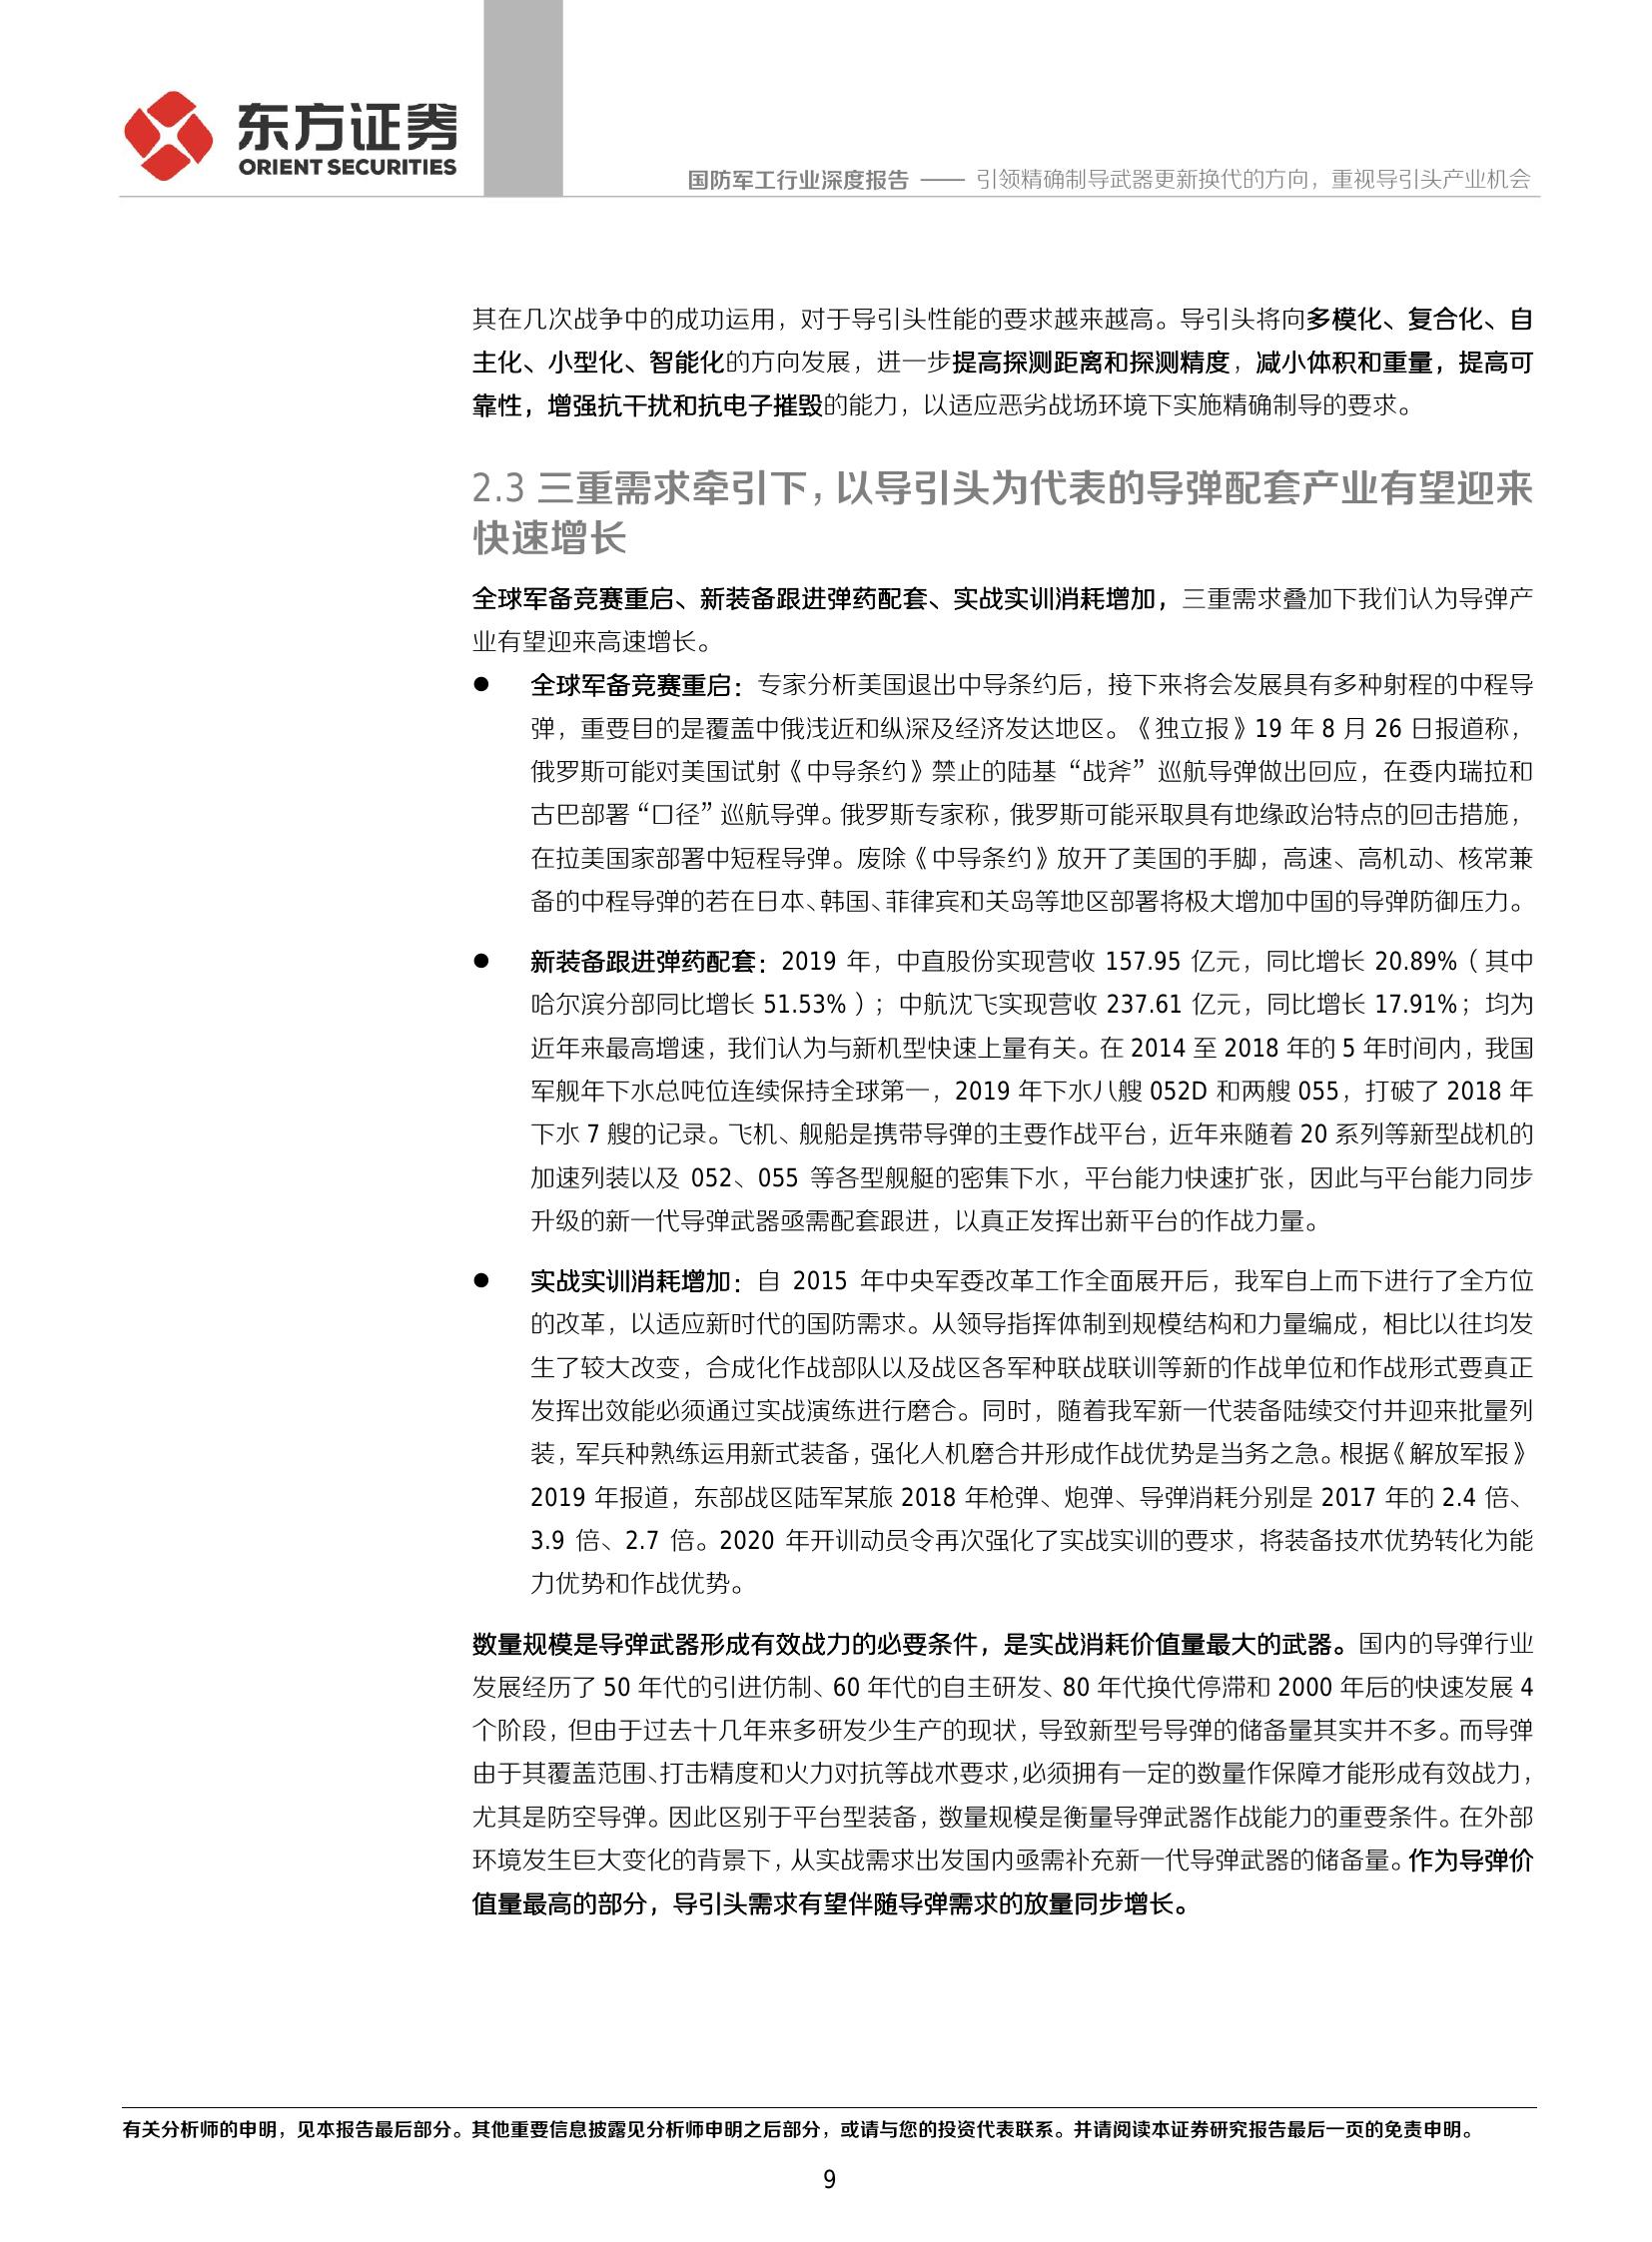 东方证券
ORIENT SECURITIES
国防军工行业深度报告 —— 引领精确制导武器更新换代的方向，重视导引头产业机会
其在几次战争中的成功运用，对于导引头性能的要求越来越高。导引头将向多模化、复合化、自
主化、小型化、智能化的方向发展，进一步提高探测距离和探测精度，减小体积和重量，提高可
靠性，增强抗干扰和抗电子摧毁的能力，以适应恶劣战场环境下实施精确制导的要求。
2.3 三重需求牵引下，以导引头为代表的导弹配套产业有望迎来
快速增长
全球军备竞赛重启、新装备跟进弹药配套、实战实训消耗增加，三重需求叠加下我们认为导弹产
业有望迎来高速增长。
● 全球军备竞赛重启：专家分析美国退出中导条约后，接下来将会发展具有多种射程的中程导
弹，重要目的是覆盖中俄浅近和纵深及经济发达地区。《独立报》19 年 8 月 26 日报道称，
俄罗斯可能对美国试射《中导条约》禁止的陆基“战斧”巡航导弹做出回应，在委内瑞拉和
古巴部署“口径”巡航导弹。俄罗斯专家称，俄罗斯可能采取具有地缘政治特点的回击措施，
在拉美国家部署中短程导弹。废除《中导条约》放开了美国的手脚，高速、高机动、核常兼
备的中程导弹的若在日本、韩国、菲律宾和关岛等地区部署将极大增加中国的导弹防御压力。
● 新装备跟进弹药配套：2019 年，中直股份实现营收 157.95 亿元，同比增长 20.89%（其中
哈尔滨分部同比增长 51.53%）；中航沈飞实现营收 237.61 亿元，同比增长 17.91%；均为
近年来最高增速，我们认为与新机型快速上量有关。在 2014 至 2018 年的 5 年时间内，我国
军舰年下水总吨位连续保持全球第一，2019 年下水八艘 052D 和两艘 055，打破了 2018 年
下水 7 艘的记录。飞机、舰船是携带导弹的主要作战平台，近年来随着 20 系列等新型战机的
加速列装以及 052、055 等各型舰艇的密集下水，平台能力快速扩张，因此与平台能力同步
升级的新一代导弹武器亟需配套跟进，以真正发挥出新平台的作战力量。
● 实战实训消耗增加：自 2015 年中央军委改革工作全面展开后，我军自上而下进行了全方位
的改革，以适应新时代的国防需求。从领导指挥体制到规模结构和力量编成，相比以往均发
生了较大改变，合成化作战部队以及战区各军种联战联训等新的作战单位和作战形式要真正
发挥出效能必须通过实战演练进行磨合。同时，随着我军新一代装备陆续交付并迎来批量列
装，军兵种熟练运用新式装备，强化人机磨合并形成作战优势是当务之急。根据《解放军报》
2019 年报道，东部战区陆军某旅 2018 年枪弹、炮弹、导弹消耗分别是 2017 年的 2.4 倍、
3.9 倍、2.7 倍。2020 年开训动员令再次强化了实战实训的要求，将装备技术优势转化为能
力优势和作战优势。
数量规模是导弹武器形成有效战力的必要条件，是实战消耗价值量最大的武器。国内的导弹行业
发展经历了 50 年代的引进仿制、60 年代的自主研发、80 年代换代停滞和 2000 年后的快速发展 4
个阶段，但由于过去十几年来多研发少生产的现状，导致新型号导弹的储备量其实并不多。而导弹
由于其覆盖范围、打击精度和火力对抗等战术要求，必须拥有一定的数量作保障才能形成有效战力，
尤其是防空导弹。因此区别于平台型装备，数量规模是衡量导弹武器作战能力的重要条件。在外部
环境发生巨大变化的背景下，从实战需求出发国内亟需补充新一代导弹武器的储备量。作为导弹价
值量最高的部分，导引头需求有望伴随导弹需求的放量同步增长。
有关分析师的申明，见本报告最后部分。其他重要信息披露见分析师申明之后部分，或请与您的投资代表联系。并请阅读本证券研究报告最后一页的免责申明。
9